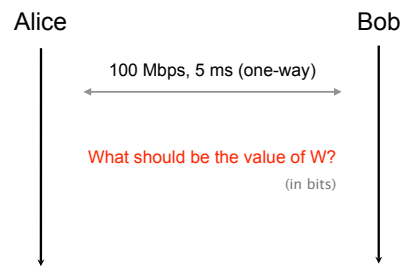 Alice
Bob
100 Mbps, 5 ms (one-way)
What should be the value of W?
(in bits)